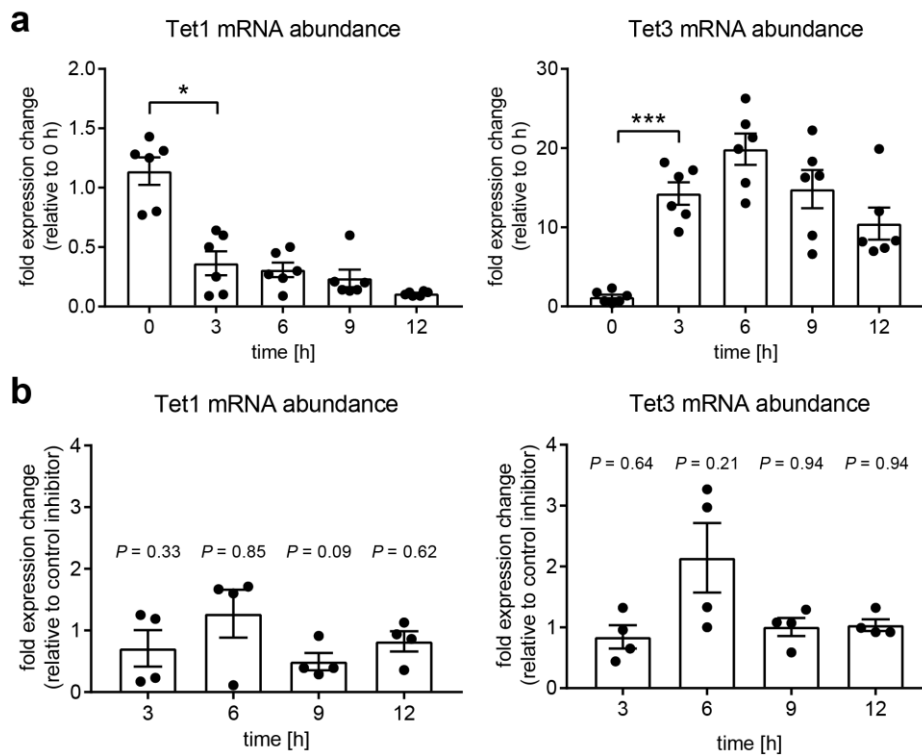 a
Tet1 mRNA abundance
fold expression change
(relative to 0 h)
2.0
1.5
1.0
0.5
0.0
*
0 3 6 9 12
time [h]
Tet3 mRNA abundance
fold expression change
(relative to 0 h)
30
20
10
0
***
0 3 6 9 12
time [h]
b
Tet1 mRNA abundance
fold expression change
(relative to control inhibitor)
4
3
2
1
0
P = 0.33 P = 0.85 P = 0.09 P = 0.62
3 6 9 12
time [h]
Tet3 mRNA abundance
fold expression change
(relative to control inhibitor)
4
3
2
1
0
P = 0.64 P = 0.21 P = 0.94 P = 0.94
3 6 9 12
time [h]